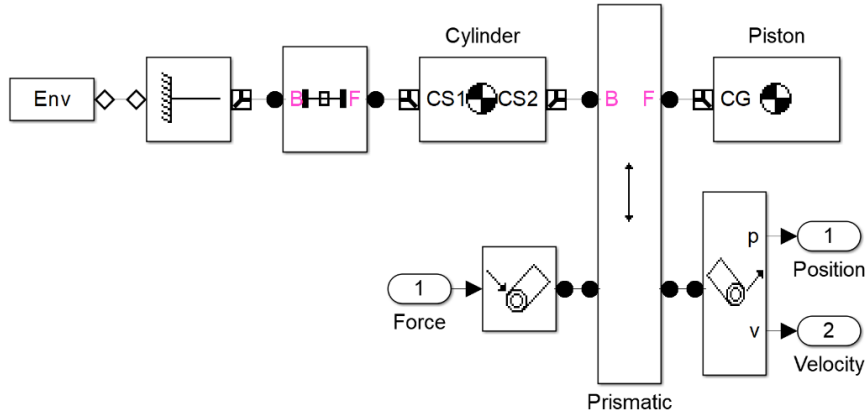 Cylinder
Piston
Env
B
F
CS1
CS2
B
F
CG
1
Force
p
1
Position
v
2
Velocity
Prismatic